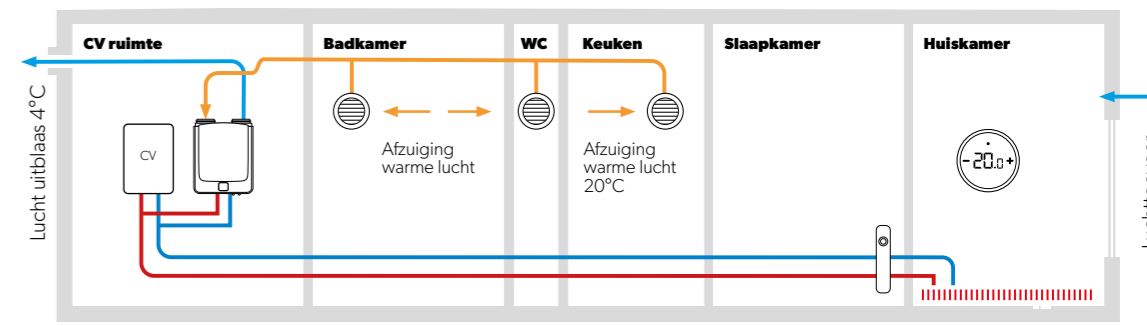 CV ruimte
Badkamer
WC
Keuken
Slaapkamer
Huiskamer
Lucht uitblaas 4°C
CV
Afzuiging
warme lucht
Afzuiging
warme lucht
20°C
-20.0+